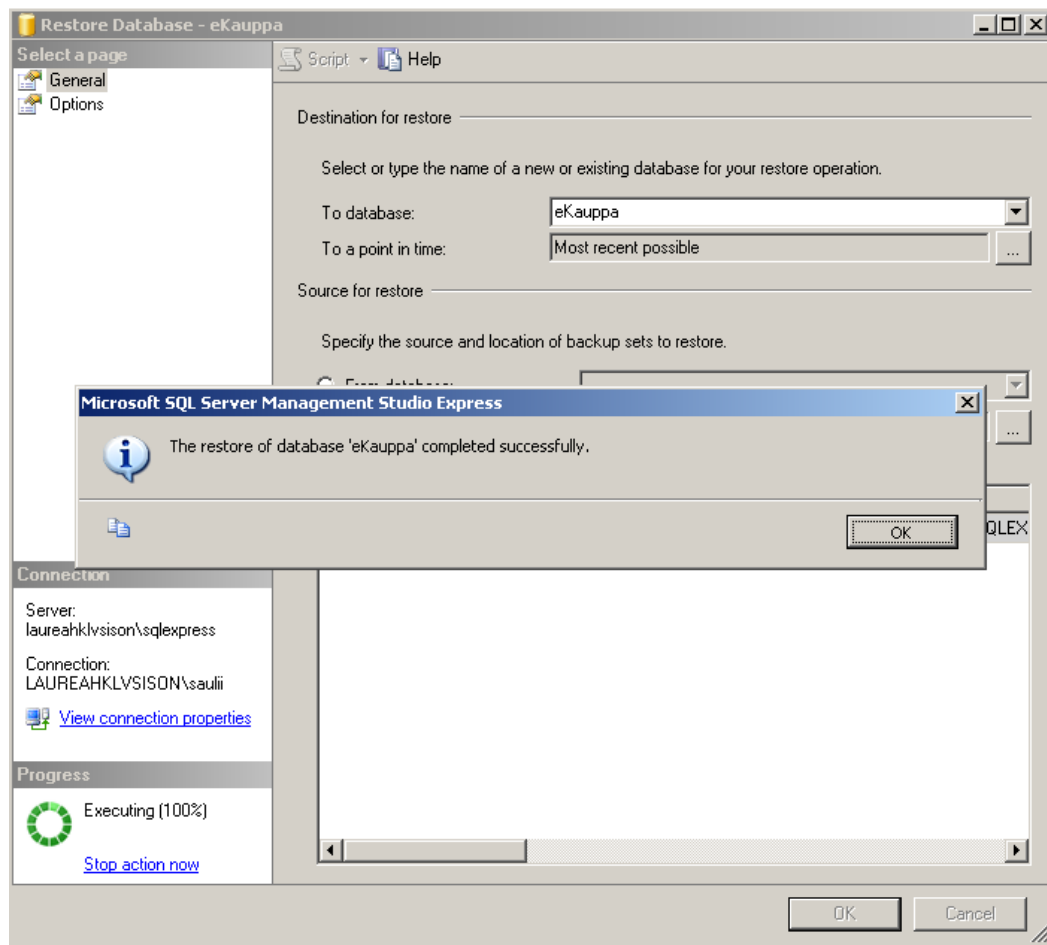 Restore Database - eKauppa
Select a page
General
Options
Script
Help
Destination for restore
Select or type the name of a new or existing database for your restore operation.
To database:
eKauppa
To a point in time:
Most recent possible
...
Source for restore
Specify the source and location of backup sets to restore.
From database:
...
Microsoft SQL Server Management Studio Express
The restore of database 'eKauppa' completed successfully.
OK
QLEX
Connection
Server:
laureahklvsison\sqlexpress
Connection:
LAUREAHKLVSISON\saulii
View connection properties
Progress
Executing (100%)
Stop action now
OK
Cancel